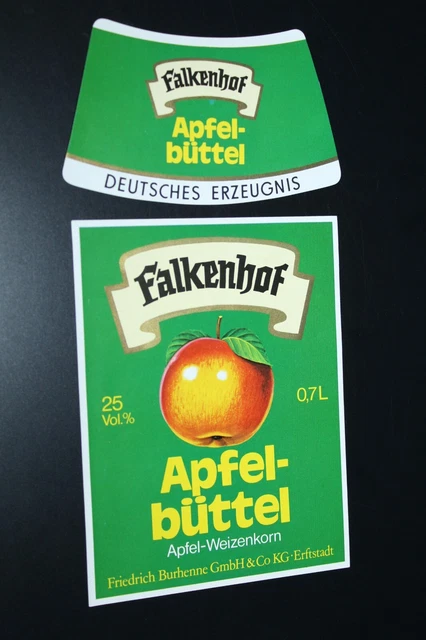 Falkenhof
Apfel-
büttel
DEUTSCHES ERZEUGNIS
Falkenhof
25
Vol.%
0,7 L
Apfel-
büttel
Apfel-Weizenkorn
Friedrich Burhenne GmbH & Co KG · Erftstadt